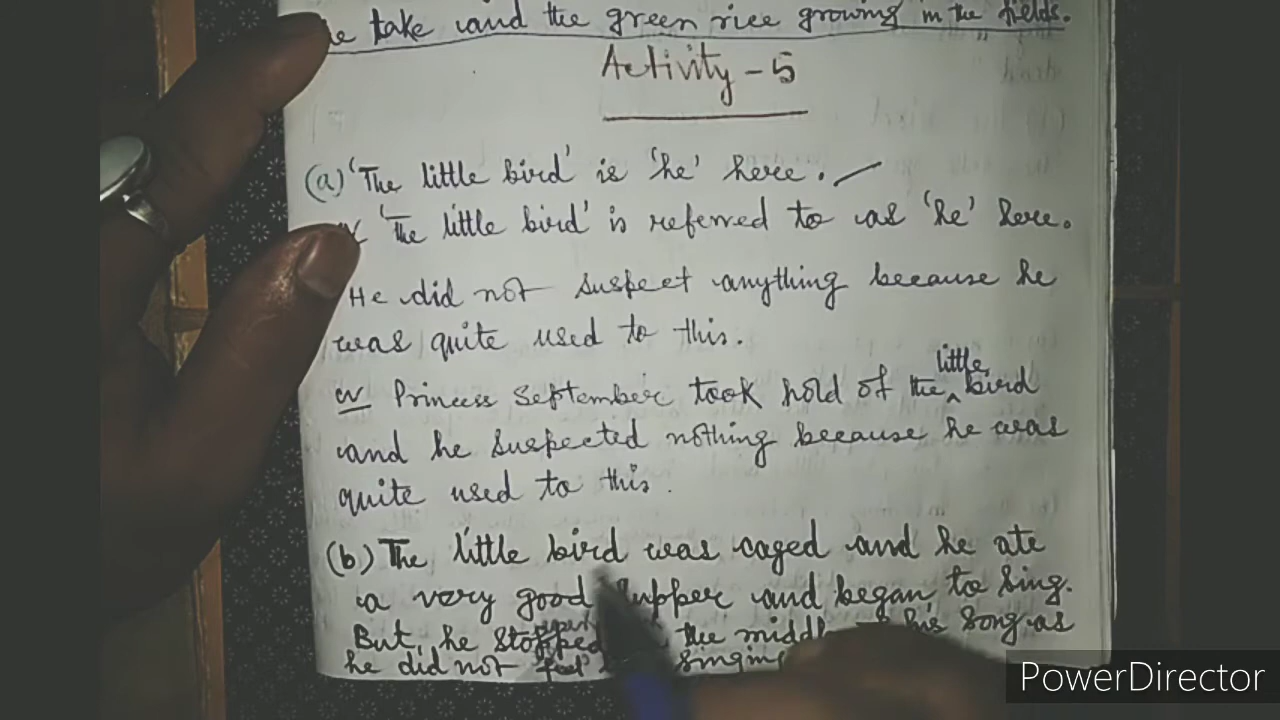 take and the green rice growing in the fields.
Activity - 5
(a) 'The little bird' is 'he' here.
or 'The little bird' is referred to as 'he' here.
He did not suspect anything because he
was quite used to this.
or Princess September took hold of the little bird
and he suspected nothing because he was
quite used to this.
(b) The little bird was caged and he ate
a very good supper and began to sing.
But, he stopped the middle his song as
he did not feel singing
PowerDirector